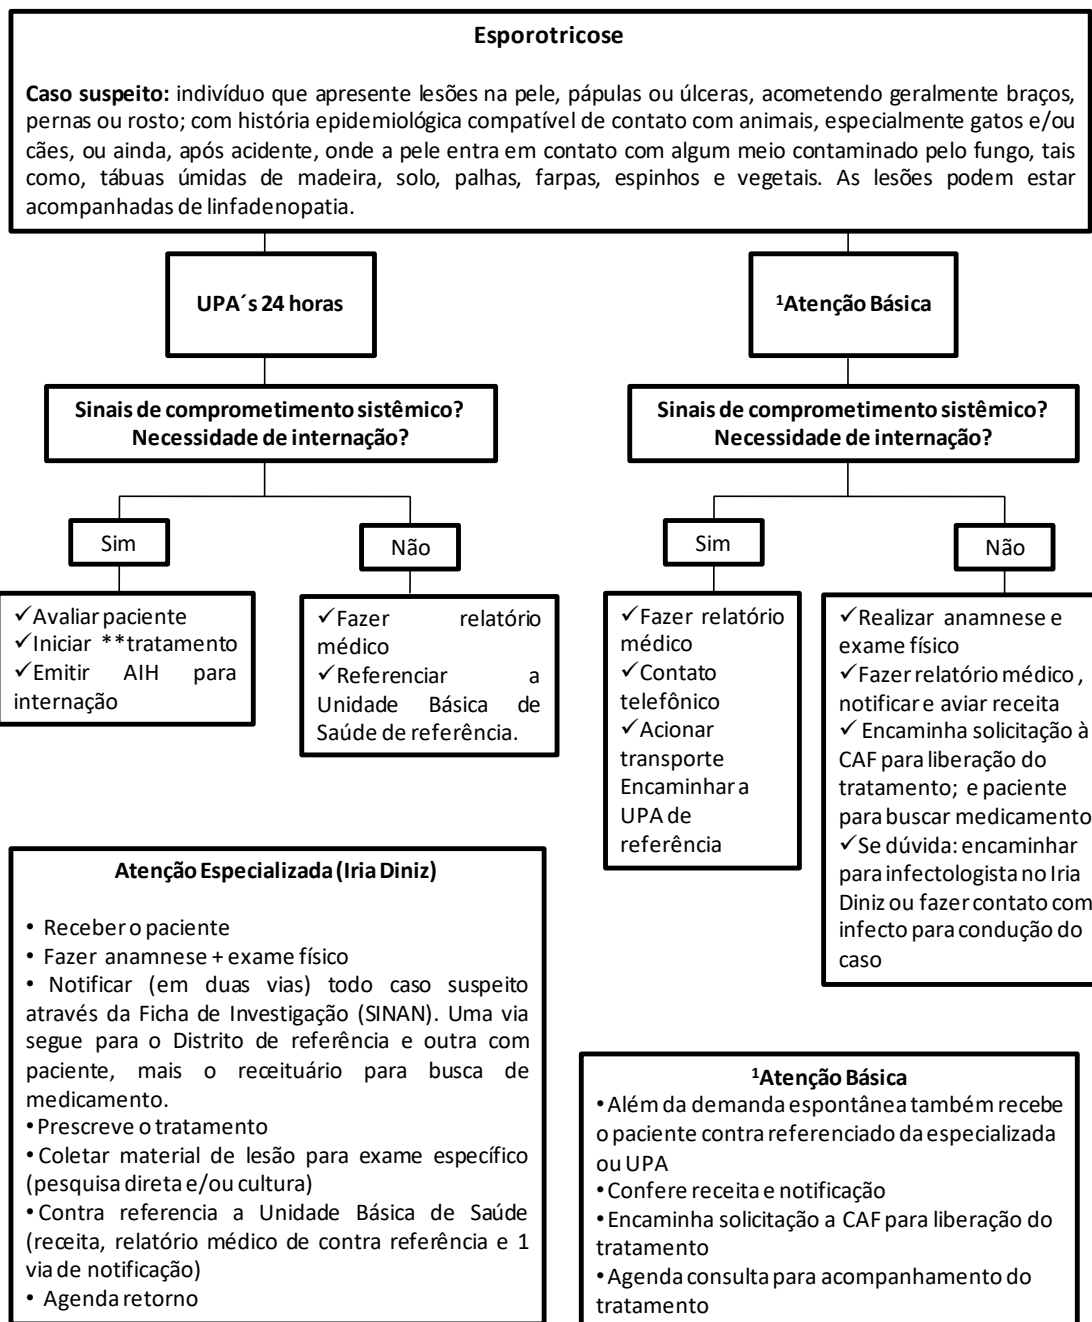 Esporotricose
Caso suspeito: indivíduo que apresente lesões na pele, pápulas ou úlceras, acometendo geralmente braços,
pernas ou rosto; com história epidemiológica compatível de contato com animais, especialmente gatos e/ou
cães, ou ainda, após acidente, onde a pele entra em contato com algum meio contaminado pelo fungo, tais
como, tábuas úmidas de madeira, solo, palhas, farpas, espinhos e vegetais. As lesões podem estar
acompanhadas de linfadenopatia.
UPA´s 24 horas
¹Atenção Básica
Sinais de comprometimento sistêmico?
Necessidade de internação?
Sinais de comprometimento sistêmico?
Necessidade de internação?
Sim
Não
Sim
Não
✓Avaliar paciente
✓Iniciar **tratamento
✓Emitir AIH para
internação
✓Fazer relatório
médico
✓Referenciar a
Unidade Básica de
Saúde de referência.
✓Fazer relatório
médico
✓Contato
telefônico
✓Acionar
transporte
Encaminhar a
UPA de
referência
✓Realizar anamnese e
exame físico
✓Fazer relatório médico ,
notificar e aviar receita
✓ Encaminha solicitação à
CAF para liberação do
tratamento; e paciente
para buscar medicamento
✓Se dúvida: encaminhar
para infectologista no Iria
Diniz ou fazer contato com
infecto para condução do
caso
Atenção Especializada (Iria Diniz)
• Receber o paciente
• Fazer anamnese + exame físico
• Notificar (em duas vias) todo caso suspeito
através da Ficha de Investigação (SINAN). Uma via
segue para o Distrito de referência e outra com
paciente, mais o receituário para busca de
medicamento.
• Prescreve o tratamento
• Coletar material de lesão para exame específico
(pesquisa direta e/ou cultura)
• Contra referencia a Unidade Básica de Saúde
(receita, relatório médico de contra referência e 1
via de notificação)
• Agenda retorno
¹Atenção Básica
• Além da demanda espontânea também recebe
o paciente contra referenciado da especializada
ou UPA
• Confere receita e notificação
• Encaminha solicitação a CAF para liberação do
tratamento
• Agenda consulta para acompanhamento do
tratamento